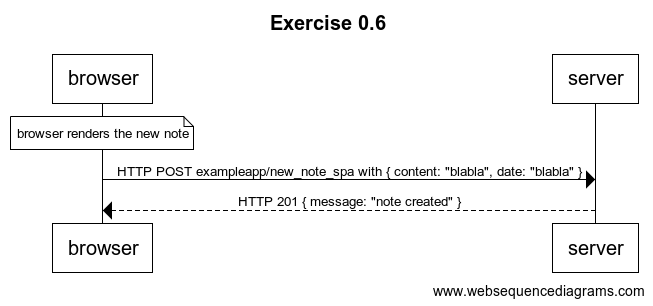 Exercise 0.6
browser server
browser renders the new note
HTTP POST exampleapp/new_note_spa with { content: "blabla", date: "blabla" }
HTTP 201 { message: "note created" }
browser server
www.websequencediagrams.com